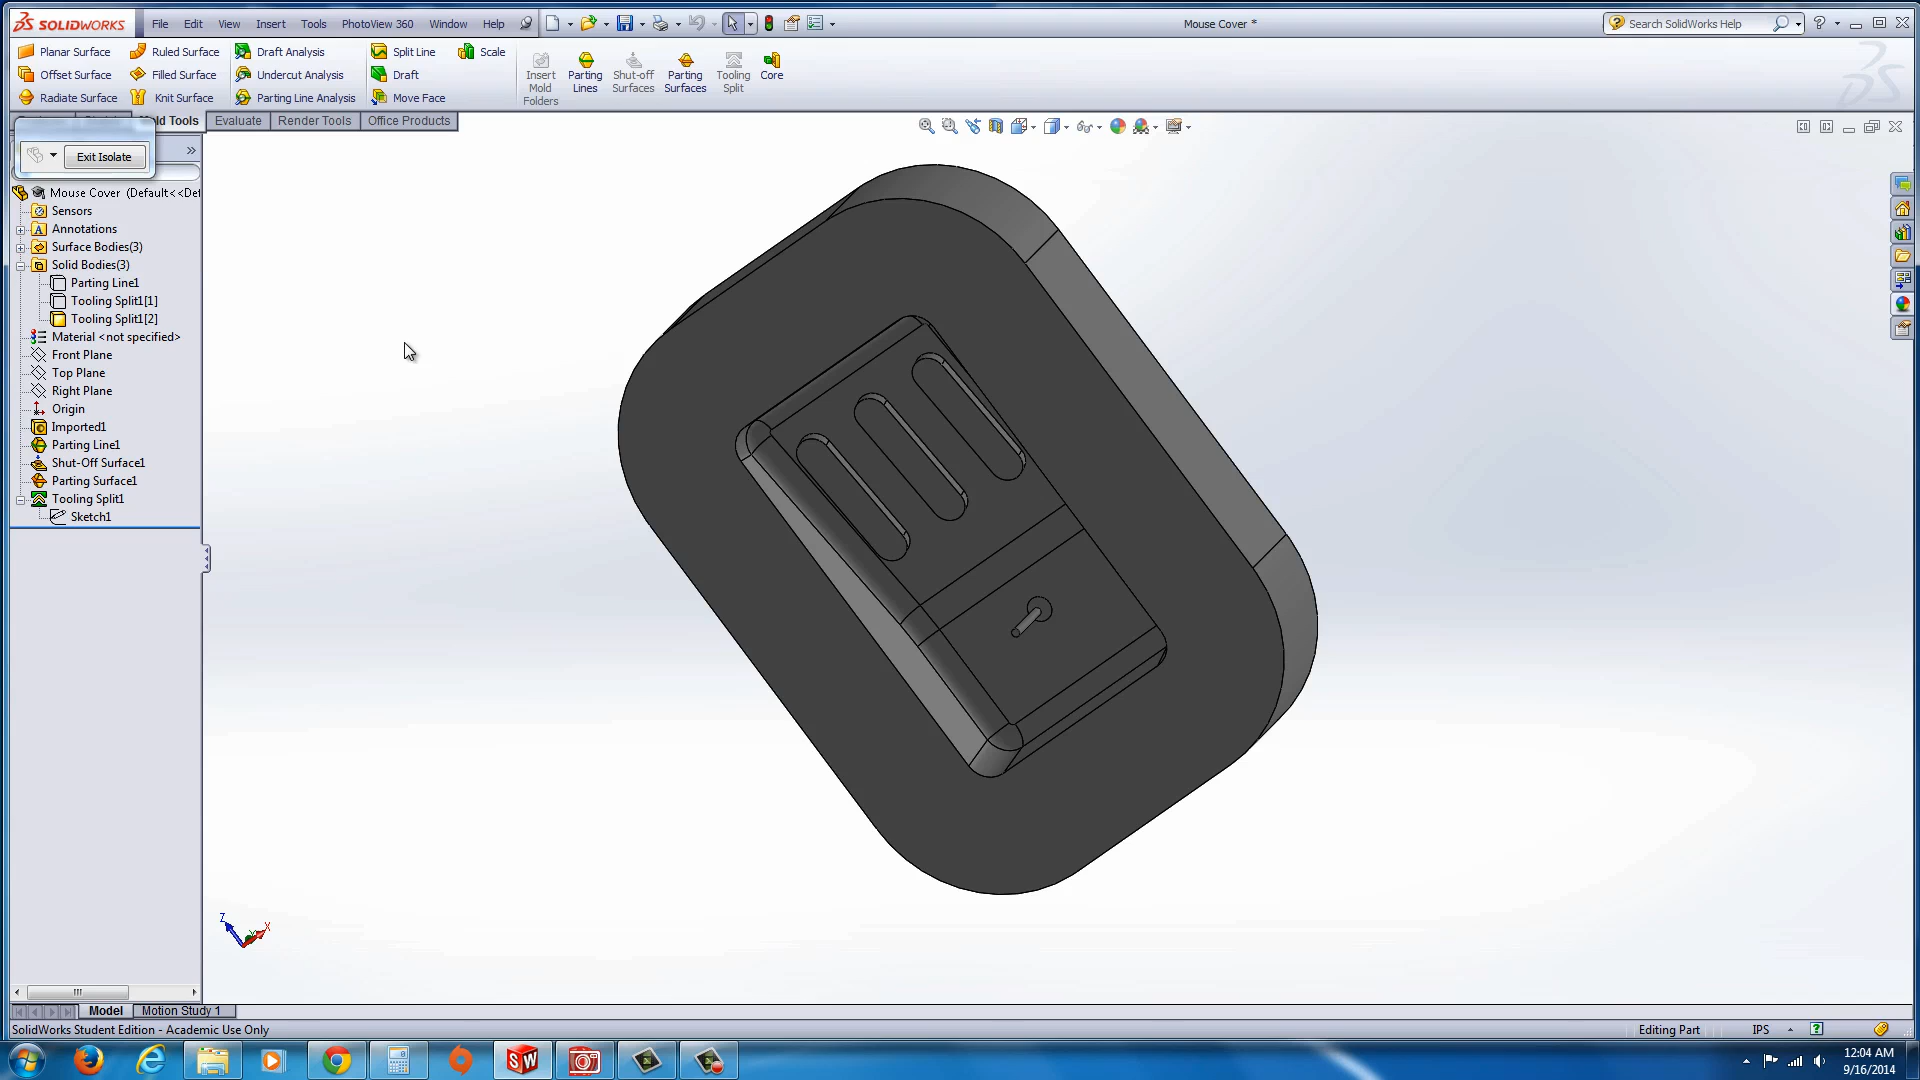 SOLIDWORKS File Edit View Insert Tools PhotoView 360 Window Help Mouse Cover * Search SolidWorks Help
Planar Surface Ruled Surface Draft Analysis Split Line Scale
Offset Surface Filled Surface Undercut Analysis Draft
Radiate Surface Knit Surface Parting Line Analysis Move Face
Insert Mold Folders
Parting Lines
Shut-off Surfaces
Parting Surfaces
Tooling Split
Core
ld Tools Evaluate Render Tools Office Products
Exit Isolate
Mouse Cover (Default<<Def
Sensors
Annotations
Surface Bodies(3)
Solid Bodies(3)
Parting Line1
Tooling Split1[1]
Tooling Split1[2]
Material <not specified>
Front Plane
Top Plane
Right Plane
Origin
Imported1
Parting Line1
Shut-Off Surface1
Parting Surface1
Tooling Split1
Sketch1
Z X
Model Motion Study 1
SolidWorks Student Edition - Academic Use Only Editing Part IPS
SW
12:04 AM
9/16/2014